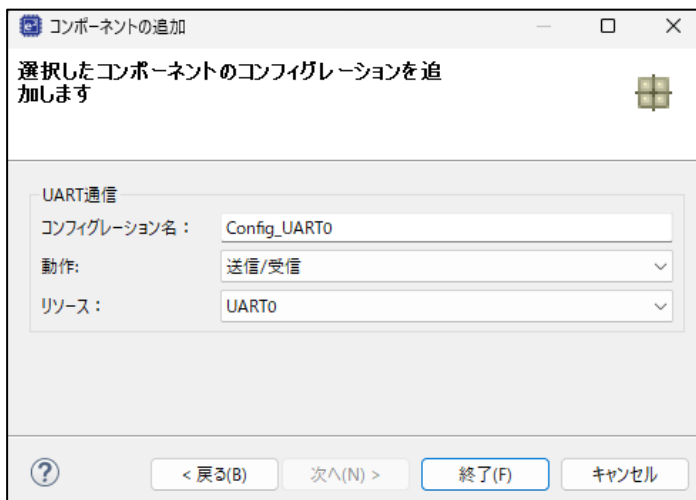 コンポーネントの追加
選択したコンポーネントのコンフィグレーションを追
加します
UART通信
コンフィグレーション名： Config_UART0
動作: 送信/受信
リソース： UART0
< 戻る(B) 次へ(N) > 終了(F) キャンセル